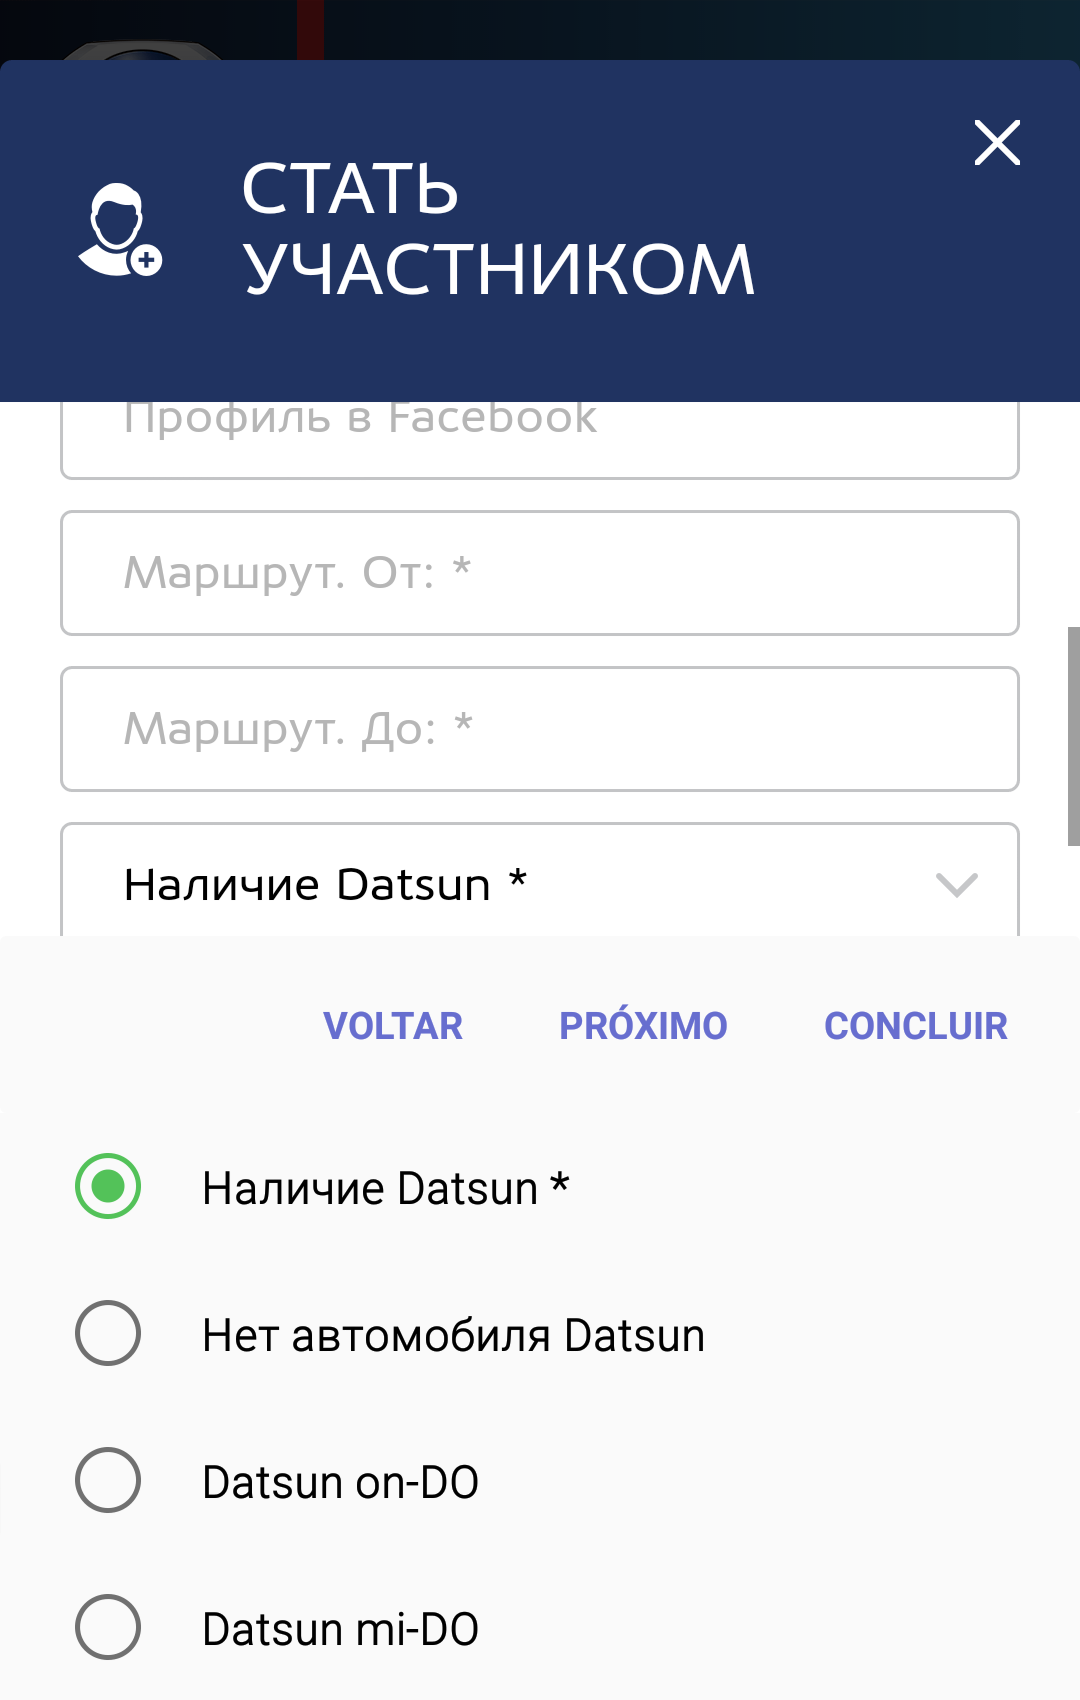 СТАТЬ
УЧАСТНИКОМ
Профиль в Facebook
Маршрут. От: *
Маршрут. До: *
Наличие Datsun *
VOLTAR PRÓXIMO CONCLUIR
Наличие Datsun *
Нет автомобиля Datsun
Datsun on-DO
Datsun mi-DO